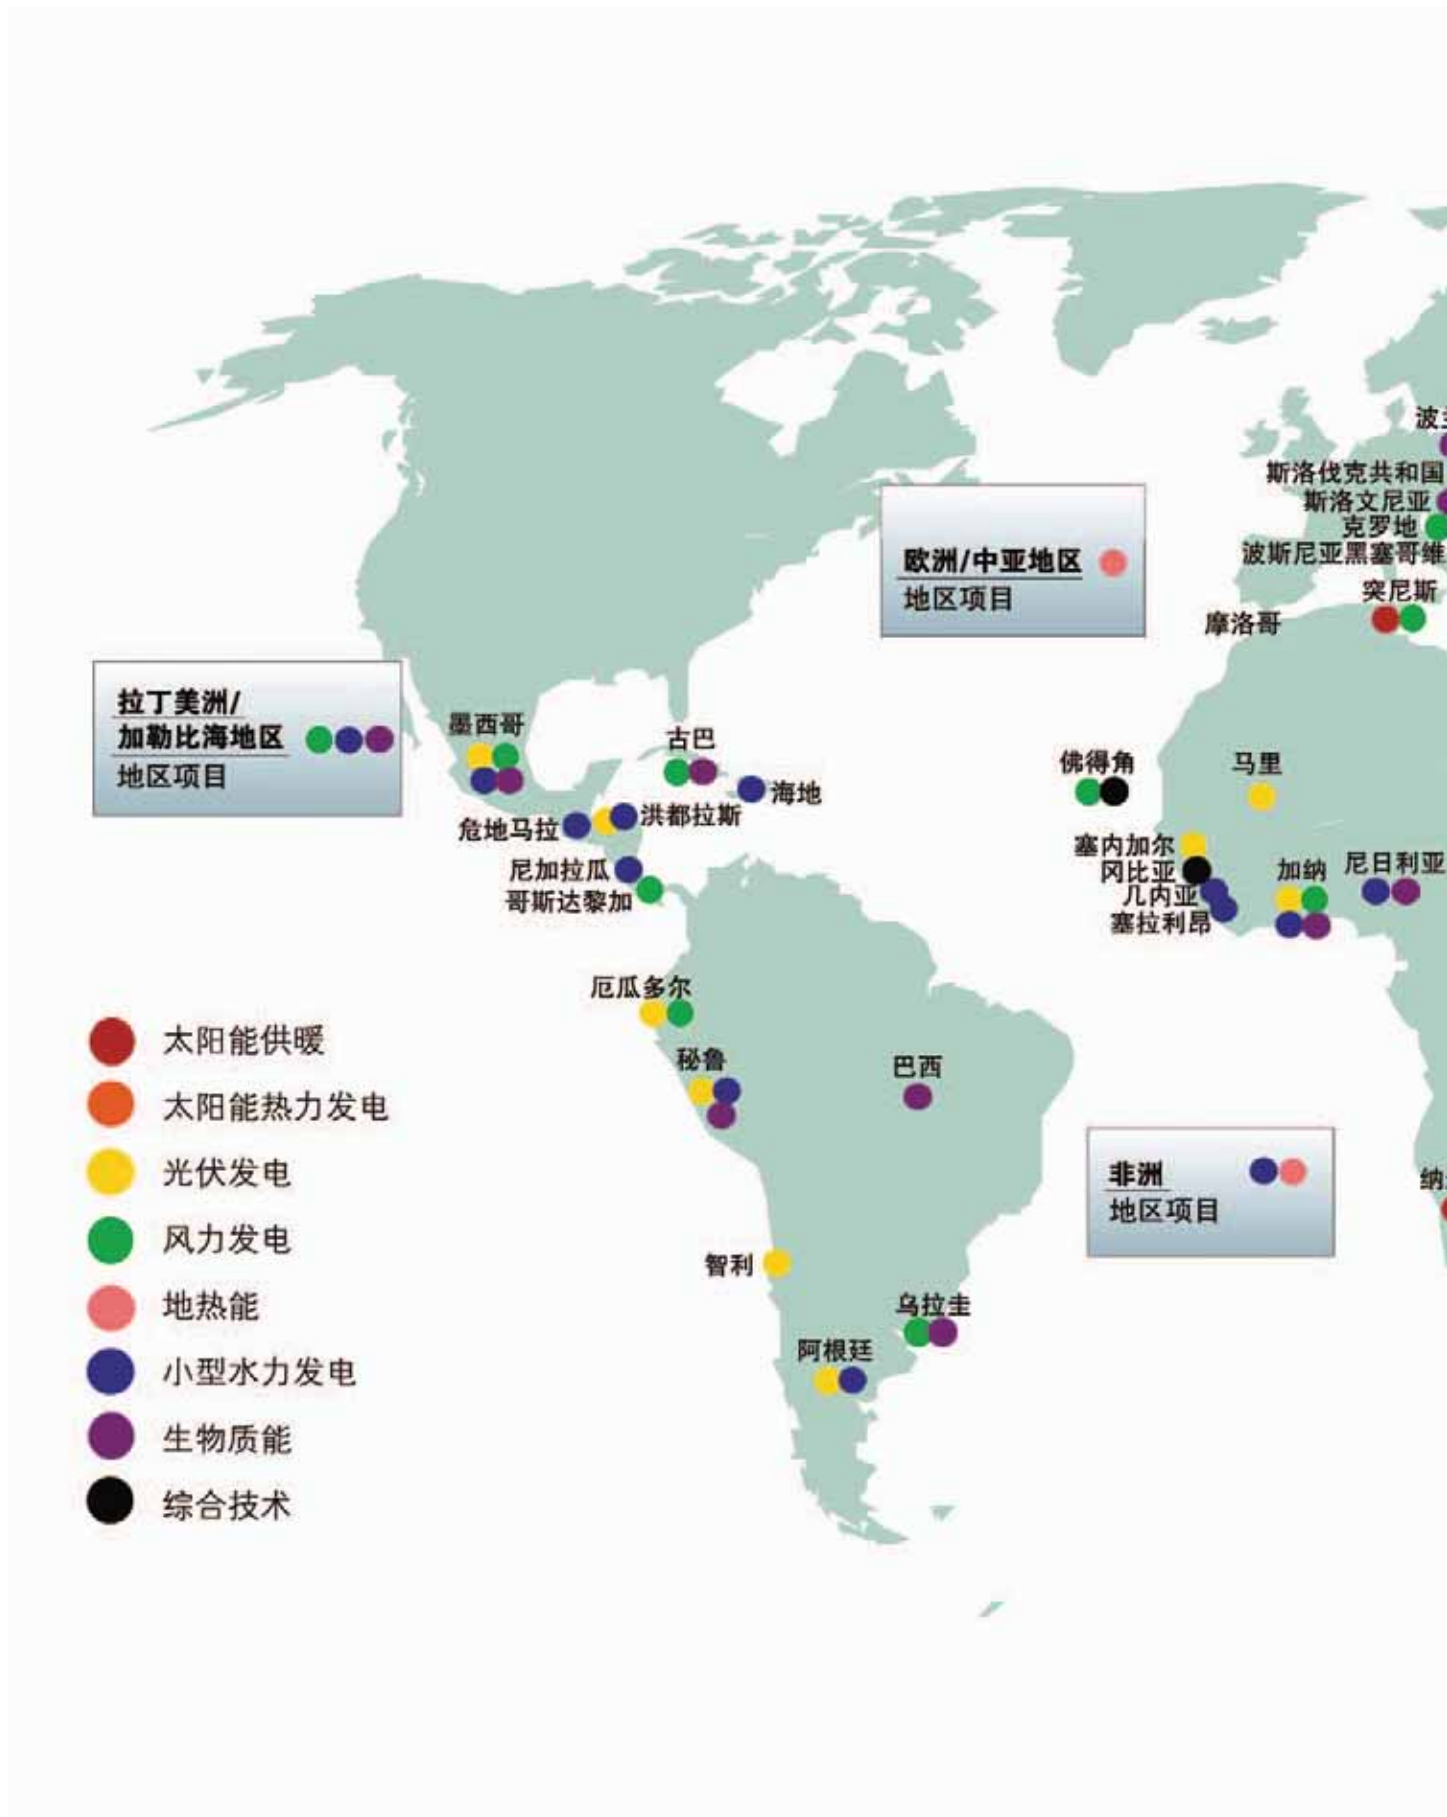 波
斯洛伐克共和国
斯洛文尼亚
克罗地
波斯尼亚黑塞哥维
欧洲/中亚地区
地区项目
突尼斯
摩洛哥
拉丁美洲/
加勒比海地区
地区项目
墨西哥
古巴
海地
佛得角
马里
危地马拉
洪都拉斯
塞内加尔
冈比亚
几内亚
塞拉利昂
加纳
尼日利亚
尼加拉瓜
哥斯达黎加
厄瓜多尔
秘鲁
巴西
非洲
地区项目
纳
智利
乌拉圭
阿根廷
太阳能供暖
太阳能热力发电
光伏发电
风力发电
地热能
小型水力发电
生物质能
综合技术